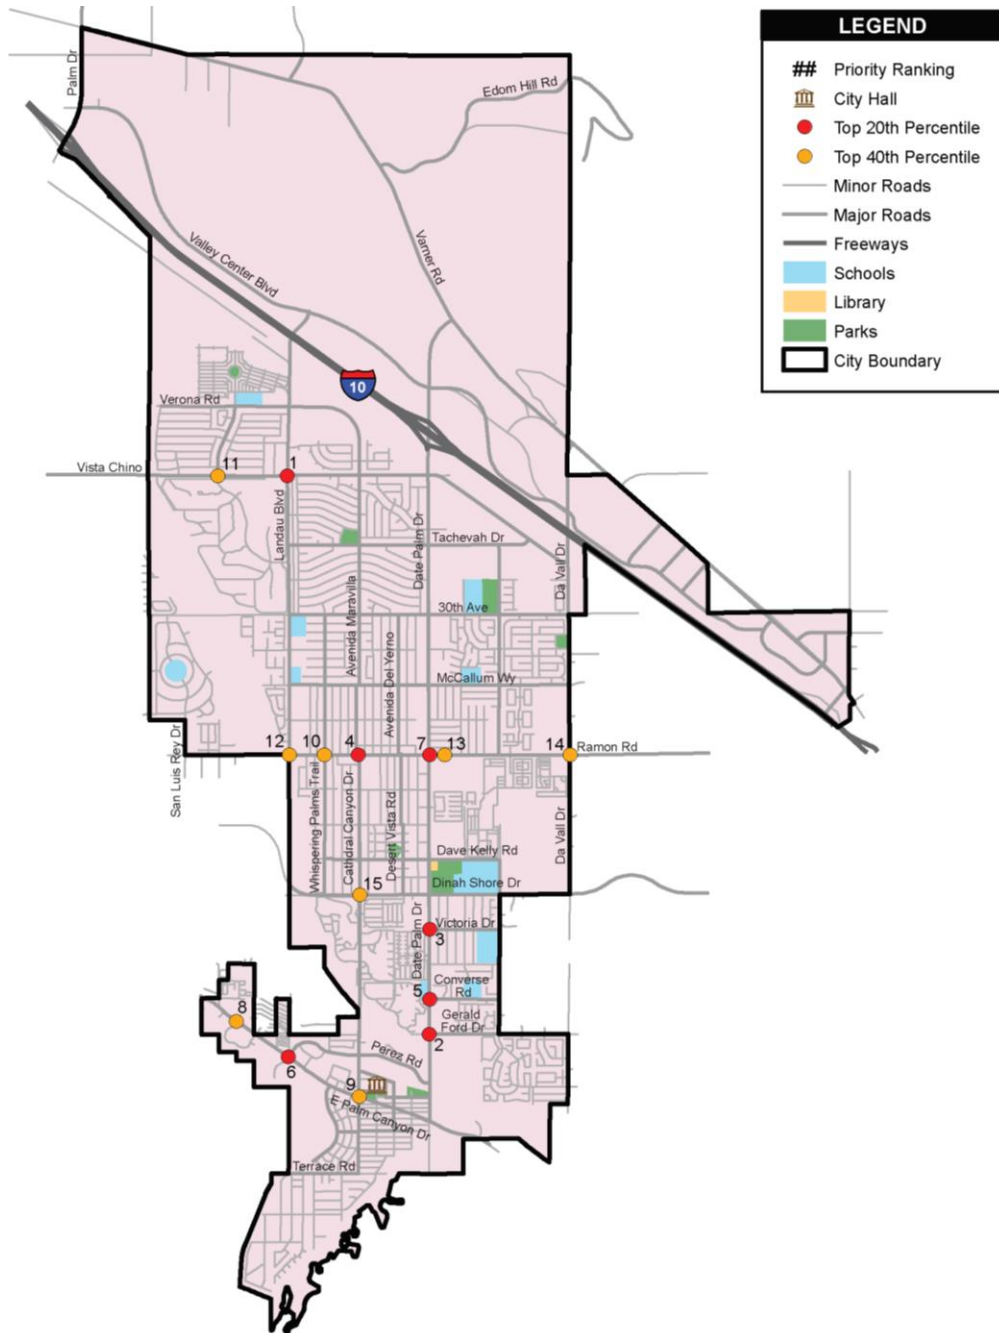 LEGEND
## Priority Ranking
City Hall
Top 20th Percentile
Top 40th Percentile
Minor Roads
Major Roads
Freeways
Schools
Library
Parks
City Boundary
Palm Dr
Edom Hill Rd
Varner Rd
Valley Center Blvd
10
Verona Rd
Vista Chino
11
1
Landau Blvd
Date Palm Dr
Tachevah Dr
Da Vall Dr
30th Ave
Avenida Maravilla
Avenida Del Yerno
McCallum Wy
San Luis Rey Dr
12
10
4
7
13
14
Ramon Rd
Whispering Palms Trail
Cathdral Canyon Dr
Desert Vista Rd
Da Vall Dr
Dave Kelly Rd
Dinah Shore Dr
15
Date Palm Dr
Victoria Dr
3
Converse
Rd
5
Gerald
Ford Dr
2
8
6
Perez Rd
9
E Palm Canyon Dr
Terrace Rd